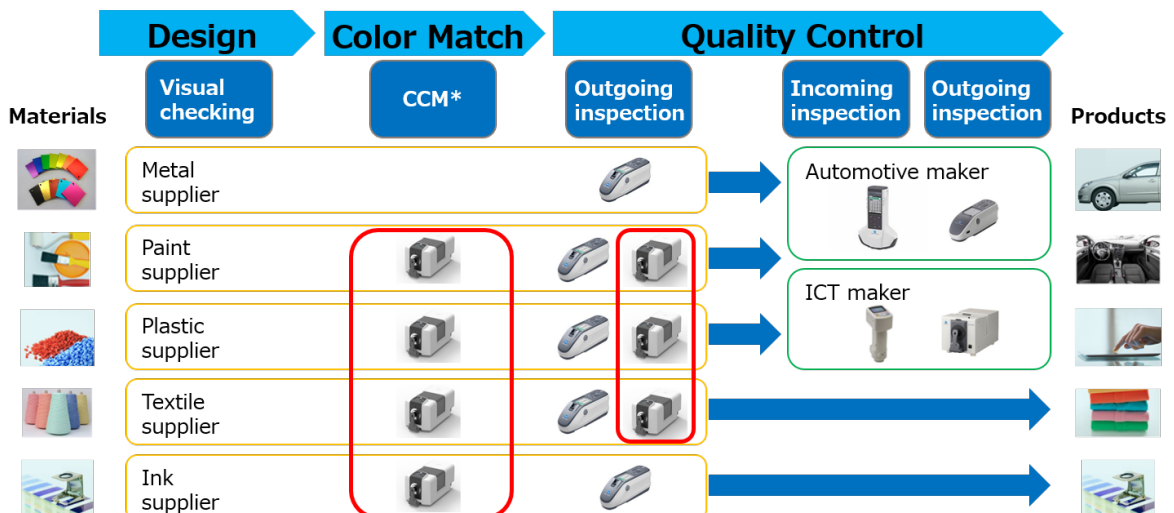 Design
Color Match
Quality Control
Visual
checking
CCM*
Outgoing
inspection
Incoming
inspection
Outgoing
inspection
Materials
Products
Metal
supplier
Automotive maker
Paint
supplier
ICT maker
Plastic
supplier
Textile
supplier
Ink
supplier